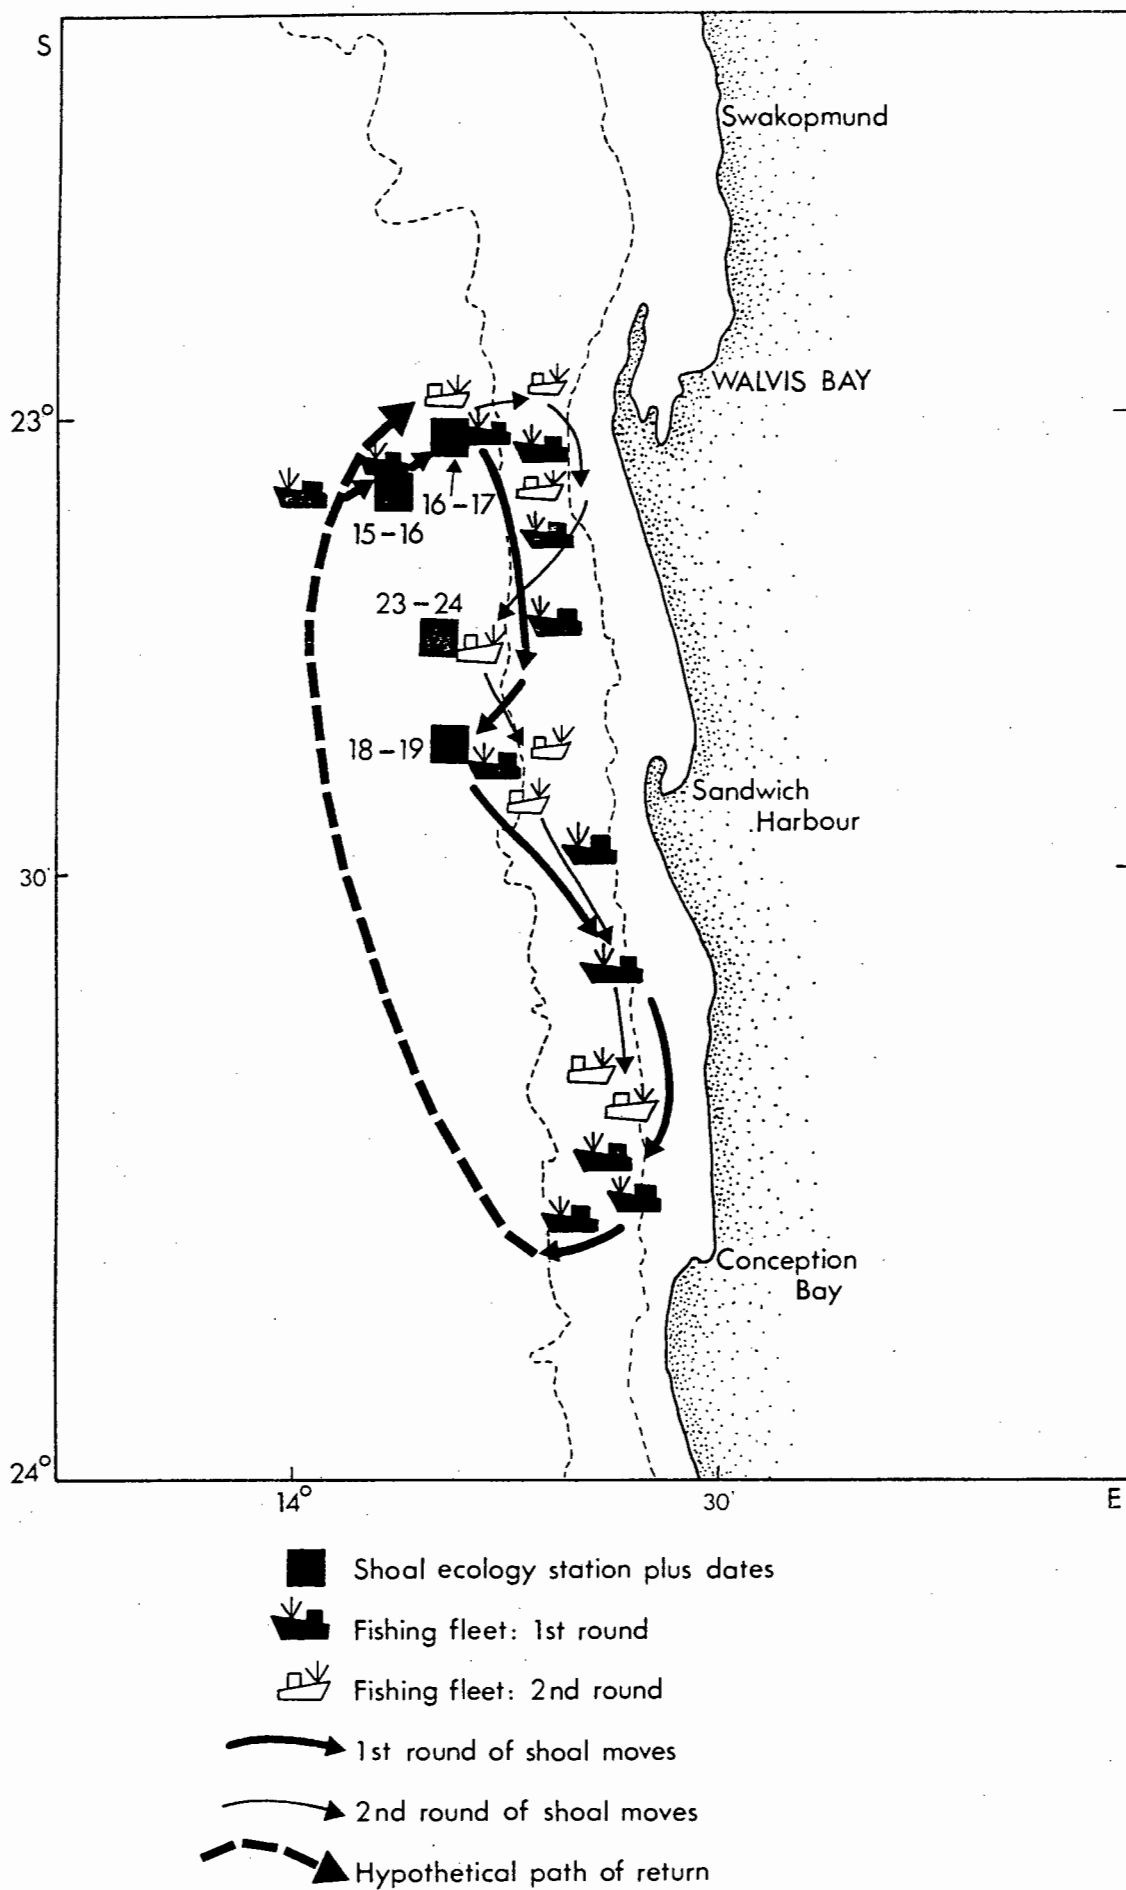 S
Swakopmund
WALVIS BAY
23°
16-17
15-16
23-24
18-19
Sandwich
Harbour
30'
Conception
Bay
24°
14°
30'
E
Shoal ecology station plus dates
Fishing fleet: 1st round
Fishing fleet: 2nd round
1st round of shoal moves
2nd round of shoal moves
Hypothetical path of return